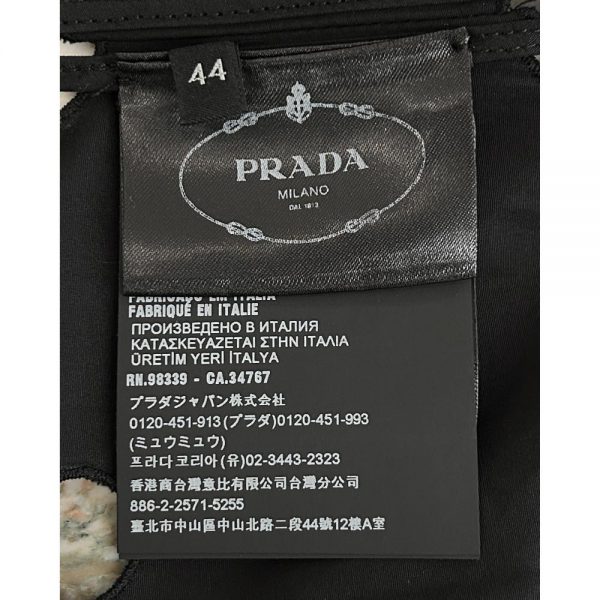 44
PRADA
MILANO
DAL 1913
FABRICADO EM ITALIA
FABRIQUÉ EN ITALIE
ПРОИЗВЕДЕНО В ИТАЛИЯ
ΚΑΤΑΣΚΕΥΑΖΕΤΑΙ ΣΤΗΝ ΙΤΑΛΙΑ
ÜRETİM YERİ İTALYA
RN.98339 - CA.34767
プラダジャパン株式会社
0120-451-913(プラダ)0120-451-993
(ミュウミュウ)
프라다코리아(유)02-3443-2323
香港商台灣意比有限公司台灣分公司
886-2-2571-5255
臺北市中山區中山北路二段44號12樓A室